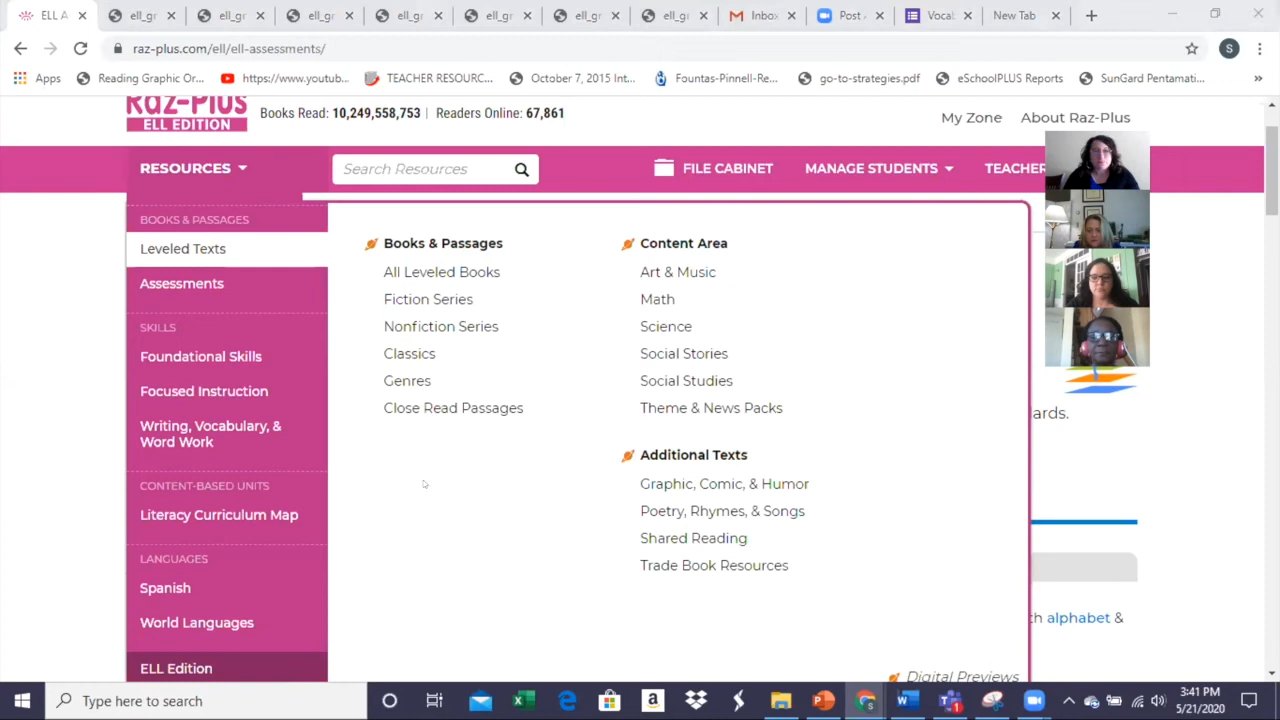 ELL A
ell_gr
ell_gr
ell_gr
ell_gr
ell_gr
ell_gr
ell_gr
Inbox
Post
Vocab
New Tab
raz-plus.com/ell/ell-assessments/
S
Apps
Reading Graphic Or...
https://www.youtub...
TEACHER RESOURC...
October 7, 2015 Int...
Fountas-Pinnell-Re...
go-to-strategies.pdf
eSchoolPLUS Reports
SunGard Pentamati...
»
Raz-Plus
ELL EDITION
Books Read: 10,249,558,753 | Readers Online: 67,861
My Zone
About Raz-Plus
RESOURCES
Search Resources
FILE CABINET
MANAGE STUDENTS
TEACHER
BOOKS & PASSAGES
Leveled Texts
Assessments
SKILLS
Foundational Skills
Focused Instruction
Writing, Vocabulary, &
Word Work
CONTENT-BASED UNITS
Literacy Curriculum Map
LANGUAGES
Spanish
World Languages
ELL Edition
Books & Passages
All Leveled Books
Fiction Series
Nonfiction Series
Classics
Genres
Close Read Passages
Content Area
Art & Music
Math
Science
Social Stories
Social Studies
Theme & News Packs
Additional Texts
Graphic, Comic, & Humor
Poetry, Rhymes, & Songs
Shared Reading
Trade Book Resources
Digital Previews
ards.
th alphabet &
Type here to search
3:41 PM
5/21/2020